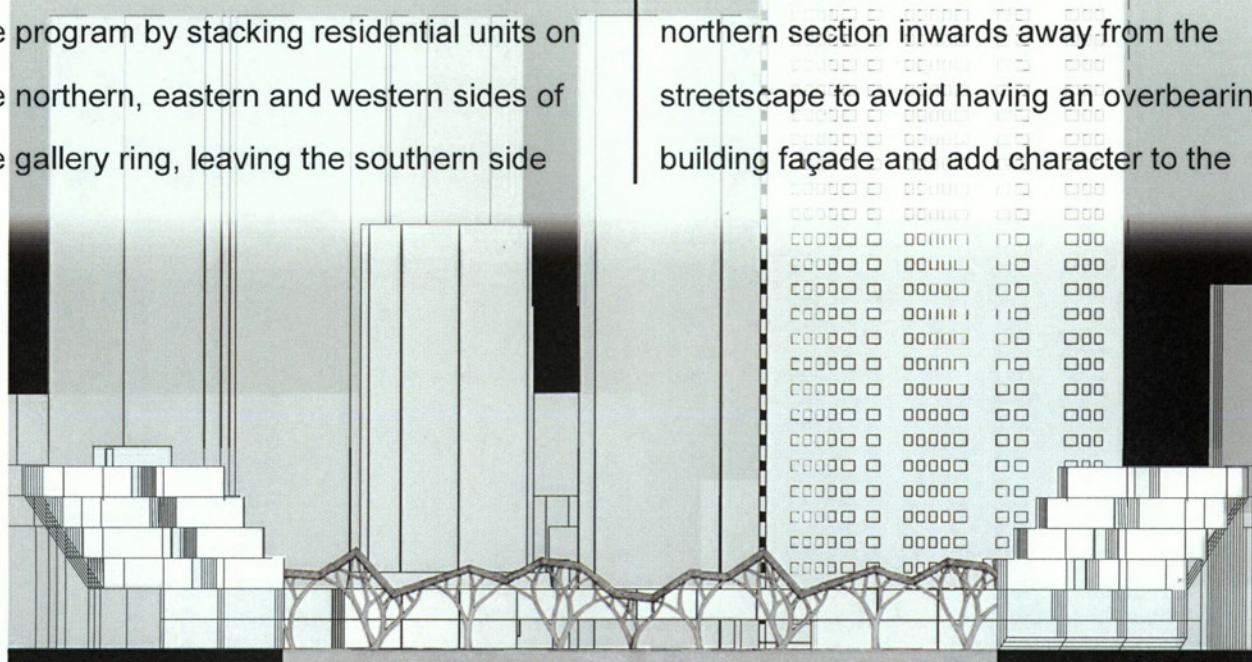 program by stacking residential units on
northern, eastern and western sides of
gallery ring, leaving the southern side
northern section inwards away from the
streetscape to avoid having an
building façade and add character to the